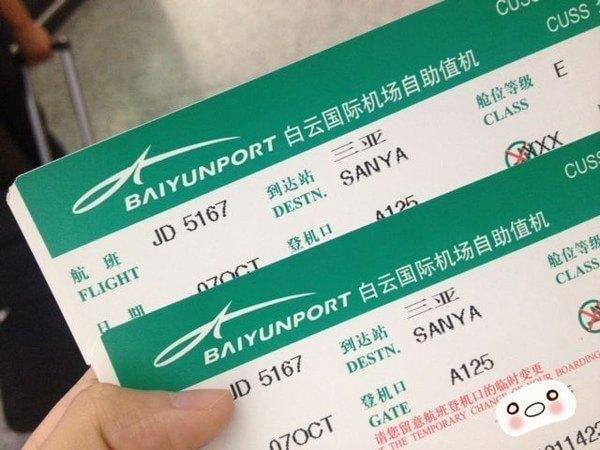 CUSS
CUSS
BAIYUNPORT 白云国际机场自助值机
航班
FLIGHT
JD 5167
到达站
DESTN.
三亚
SANYA
舱位等级
CLASS
E
日期
07OCT
登机口
A125
CUSS
BAIYUNPORT 白云国际机场自助值机
JD 5167
到达站
DESTN.
三亚
SANYA
舱位等级
CLASS
07OCT
登机口
GATE
A125
请您留意航班登机口的临时变更
THE TEMPORARY CHANGE OF YOUR BOARDING